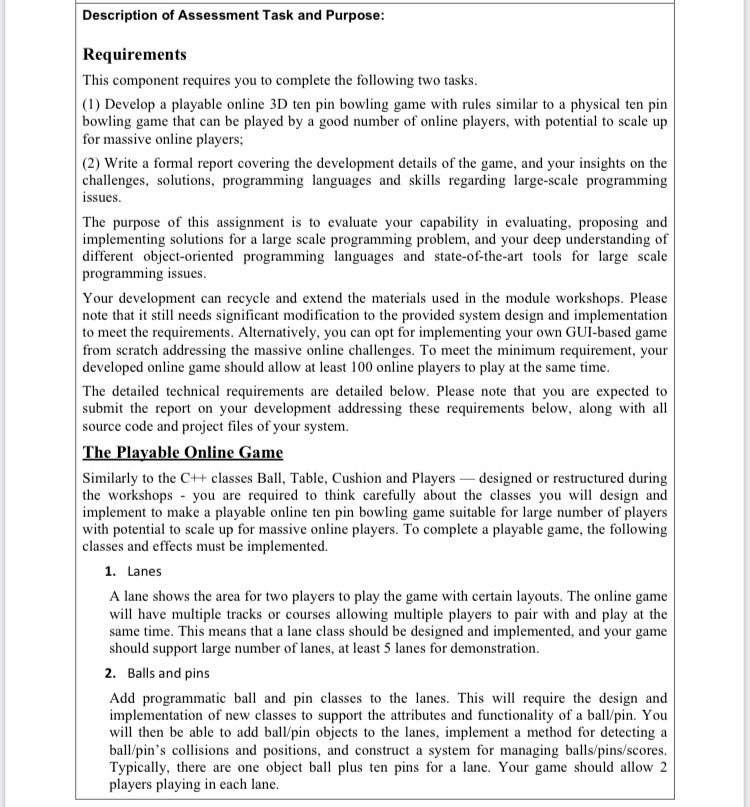 Description of Assessment Task and Purpose:
Requirements
This component requires you to complete the following two tasks.
(1) Develop a playable online 3D ten pin bowling game with rules similar to a physical ten pin
bowling game that can be played by a good number of online players, with potential to scale up
for massive online players;
(2) Write a formal report covering the development details of the game, and your insights on the
challenges, solutions, programming languages and skills regarding large-scale programming
issues.
The purpose of this assignment is to evaluate your capability in evaluating, proposing and
implementing solutions for a large scale programming problem, and your deep understanding of
different object-oriented programming languages and state-of-the-art tools for large scale
programming issues.
Your development can recycle and extend the materials used in the module workshops. Please
note that it still needs significant modification to the provided system design and implementation
to meet the requirements. Alternatively, you can opt for implementing your own GUI-based game
from scratch addressing the massive online challenges. To meet the minimum requirement, your
developed online game should allow at least 100 online players to play at the same time.
The detailed technical requirements are detailed below. Please note that you are expected to
submit the report on your development addressing these requirements below, along with all
source code and project files of your system.
The Playable Online Game
Similarly to the C++ classes Ball, Table, Cushion and Players — designed or restructured during
the workshops - you are required to think carefully about the classes you will design and
implement to make a playable online ten pin bowling game suitable for large number of players
with potential to scale up for massive online players. To complete a playable game, the following
classes and effects must be implemented.
1. Lanes
A lane shows the area for two players to play the game with certain layouts. The online game
will have multiple tracks or courses allowing multiple players to pair with and play at the
same time. This means that a lane class should be designed and implemented, and your game
should support large number of lanes, at least 5 lanes for demonstration.
2. Balls and pins
Add programmatic ball and pin classes to the lanes. This will require the design and
implementation of new classes to support the attributes and functionality of a ball/pin. You
will then be able to add ball/pin objects to the lanes, implement a method for detecting a
ball/pin's collisions and positions, and construct a system for managing balls/pins/scores.
Typically, there are one object ball plus ten pins for a lane. Your game should allow 2
players playing in each lane.